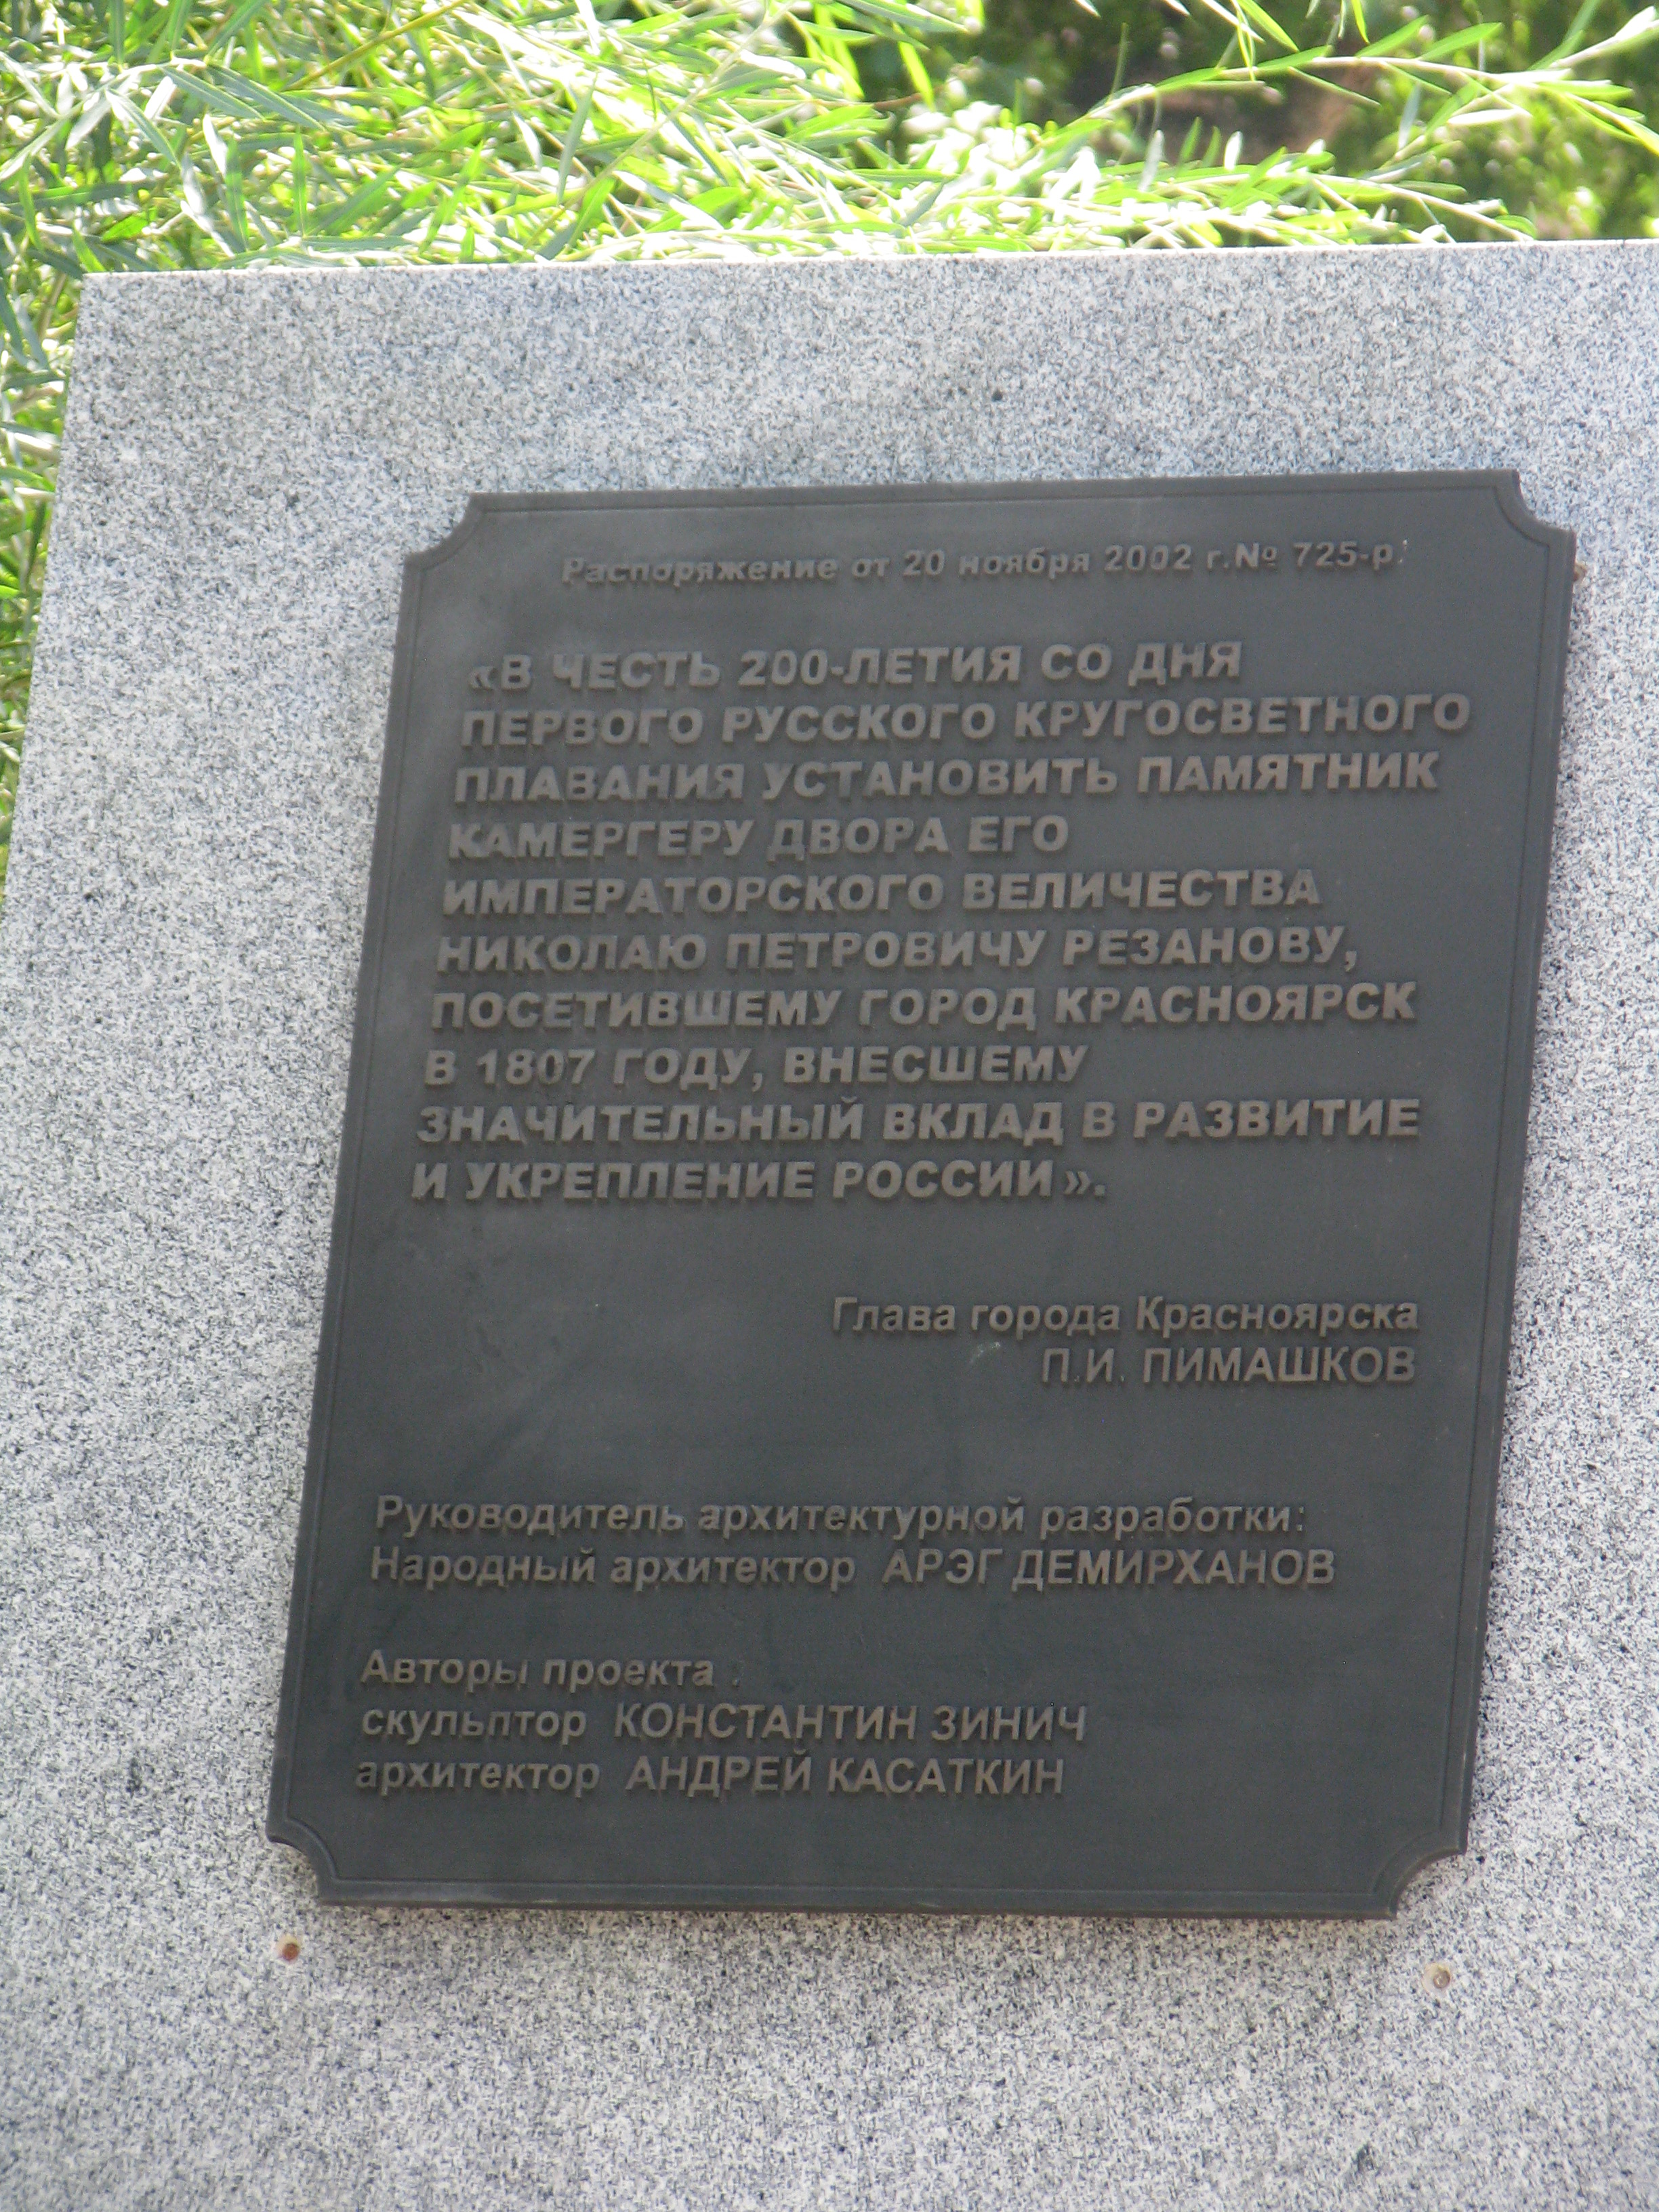 Распоряжение от 20 ноября 2002 г.№ 725-р.
«В ЧЕСТЬ 200-ЛЕТИЯ СО ДНЯ
ПЕРВОГО РУССКОГО КРУГОСВЕТНОГО
ПЛАВАНИЯ УСТАНОВИТЬ ПАМЯТНИК
КАМЕРГЕРУ ДВОРА ЕГО
ИМПЕРАТОРСКОГО ВЕЛИЧЕСТВА
НИКОЛАЮ ПЕТРОВИЧУ РЕЗАНОВУ,
ПОСЕТИВШЕМУ ГОРОД КРАСНОЯРСК
В 1807 ГОДУ, ВНЕСШЕМУ
ЗНАЧИТЕЛЬНЫЙ ВКЛАД В РАЗВИТИЕ
И УКРЕПЛЕНИЕ РОССИИ».
Глава города Красноярска
П.И. ПИМАШКОВ
Руководитель архитектурной разработки:
Народный архитектор АРЭГ ДЕМИРХАНОВ
Авторы проекта :
скульптор КОНСТАНТИН ЗИНИЧ
архитектор АНДРЕЙ КАСАТКИН